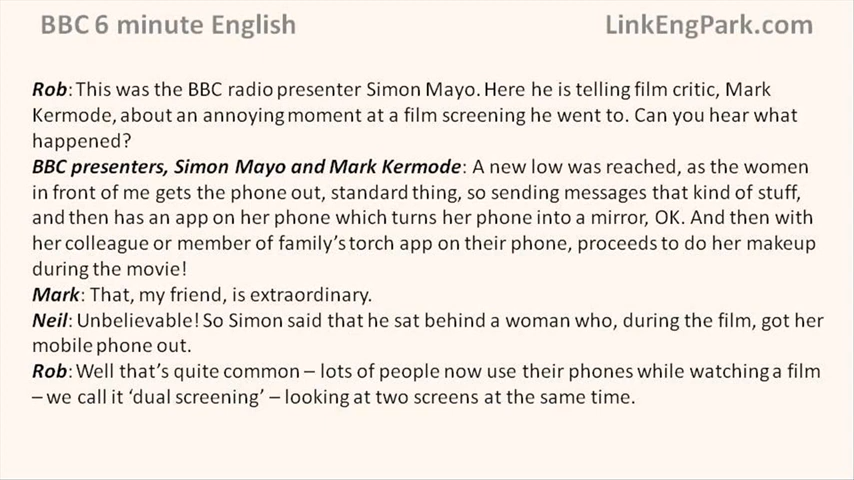 BBC 6 minute English
LinkEngPark.com
Rob: This was the BBC radio presenter Simon Mayo. Here he is telling film critic, Mark
Kermode, about an annoying moment at a film screening he went to. Can you hear what
happened?
BBC presenters, Simon Mayo and Mark Kermode: A new low was reached, as the women
in front of me gets the phone out, standard thing, so sending messages that kind of stuff,
and then has an app on her phone which turns her phone into a mirror, OK. And then with
her colleague or member of family's torch app on their phone, proceeds to do her makeup
during the movie!
Mark: That, my friend, is extraordinary.
Neil: Unbelievable! So Simon said that he sat behind a woman who, during the film, got her
mobile phone out.
Rob: Well that's quite common – lots of people now use their phones while watching a film
– we call it 'dual screening' – looking at two screens at the same time.